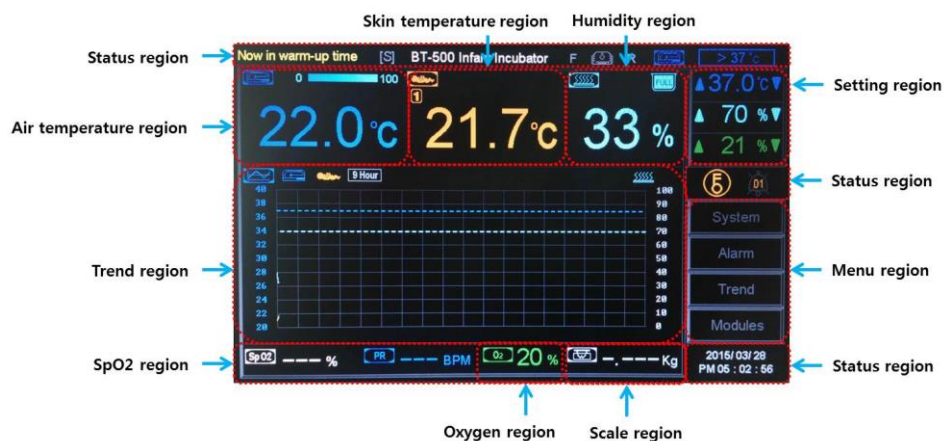 Skin temperature region
Humidity region
Status region
Now in warm-up time [S] BT-500 Infant Incubator F R > 37 °c
0 100
FULL
37.0 °c
Setting region
1
Air temperature region
22.0 °c
21.7 °c
33 %
70 %
21 %
9 Hour
D1
Status region
40
38
36
34
32
30
28
26
24
22
20
100
90
80
70
60
50
40
30
20
10
0
System
Alarm
Trend
Modules
Trend region
Menu region
SpO2 region
SpO2 --- %
PR --- BPM
O2 20 %
-.-- Kg
2015/03/28
PM 05 : 02 : 56
Status region
Oxygen region
Scale region